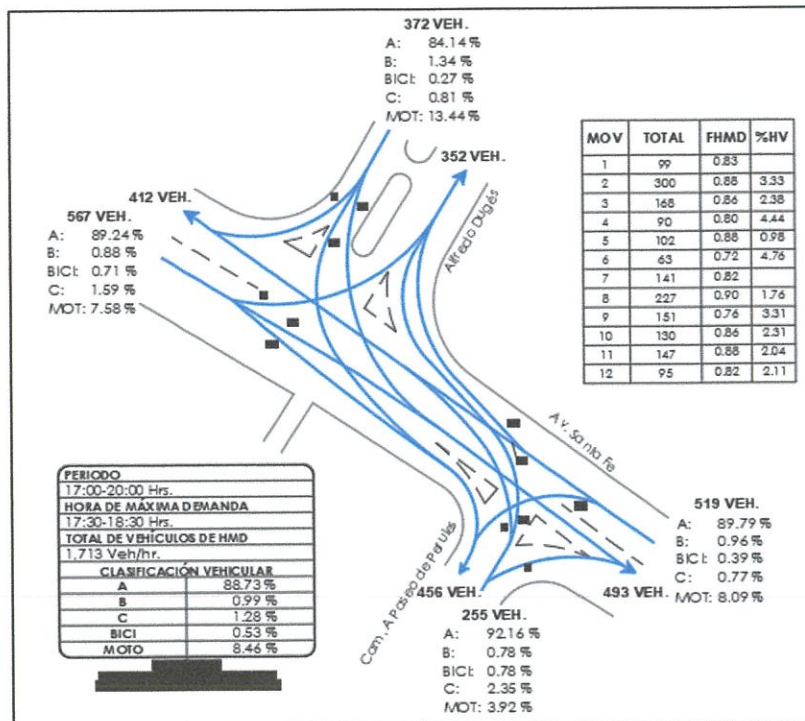 372 VEH.
A: 84.14 %
B: 1.34 %
BICI: 0.27 %
C: 0.81 %
MOT: 13.44 %
352 VEH.
412 VEH.
567 VEH.
A: 89.24 %
B: 0.88 %
BICI: 0.71 %
C: 1.59 %
MOT: 7.58 %
Alfredo Dugés
MOV TOTAL FHMD %HV
1 99 0.83
2 300 0.88 3.33
3 168 0.86 2.38
4 90 0.80 4.44
5 102 0.88 0.98
6 63 0.72 4.76
7 141 0.82
8 227 0.90 1.76
9 151 0.76 3.31
10 130 0.86 2.31
11 147 0.88 2.04
12 95 0.82 2.11
Av. Santa Fe
PERIODO
17:00-20:00 Hrs.
HORA DE MÁXIMA DEMANDA
17:30-18:30 Hrs.
TOTAL DE VEHÍCULOS DE HMD
1,713 Veh/hr.
CLASIFICACIÓN VEHICULAR
A 88.73 %
B 0.99 %
C 1.28 %
BICI 0.53 %
MOTO 8.46 %
Cam. A Paseo de Perules
456 VEH.
255 VEH.
A: 92.16 %
B: 0.78 %
BICI: 0.78 %
C: 2.35 %
MOT: 3.92 %
493 VEH.
519 VEH.
A: 89.79 %
B: 0.96 %
BICI: 0.39 %
C: 0.77 %
MOT: 8.09 %